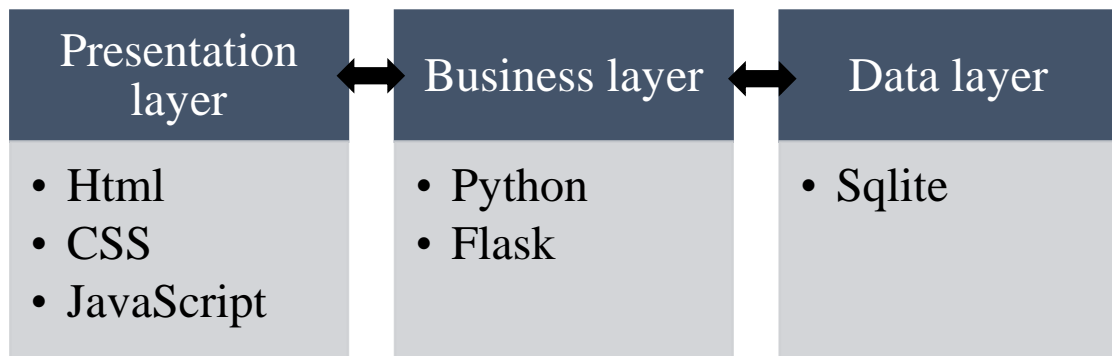 Presentation
layer
• Html
• CSS
• JavaScript
Business layer
• Python
• Flask
Data layer
• Sqlite